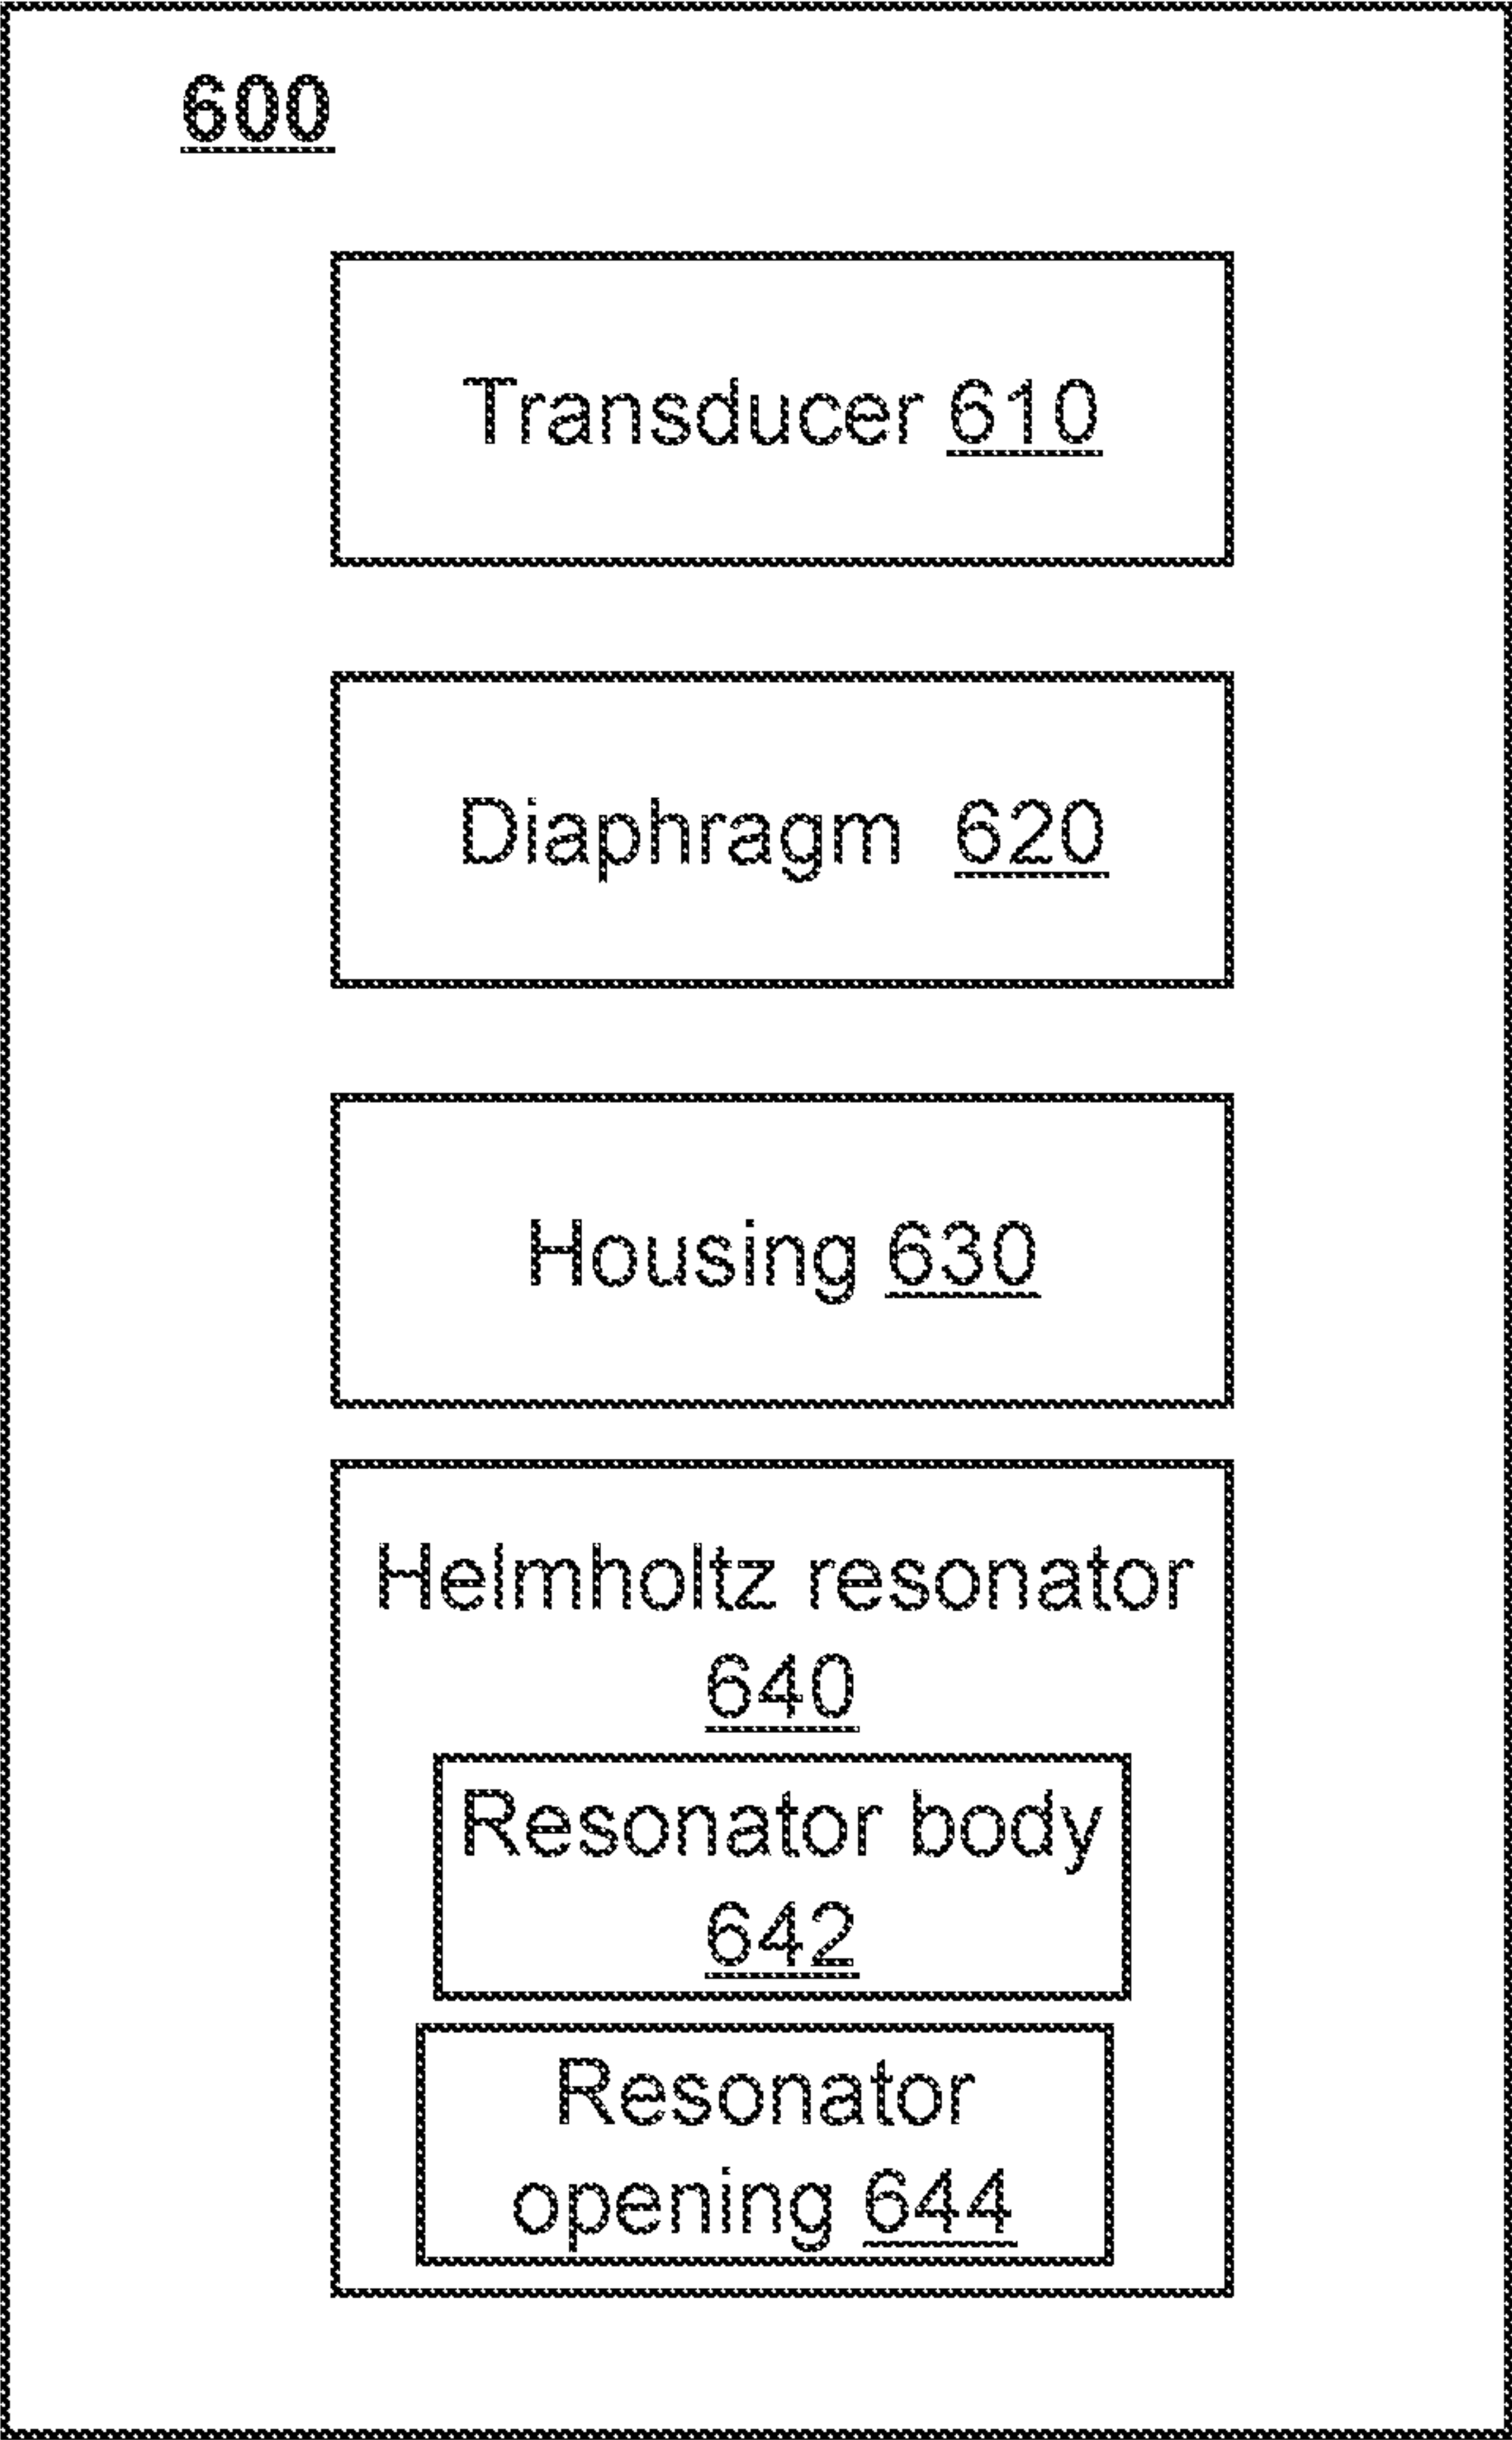 600
Transducer 610
Diaphragm 620
Housing 630
Helmholtz resonator
640
Resonator body
642
Resonator
opening 644